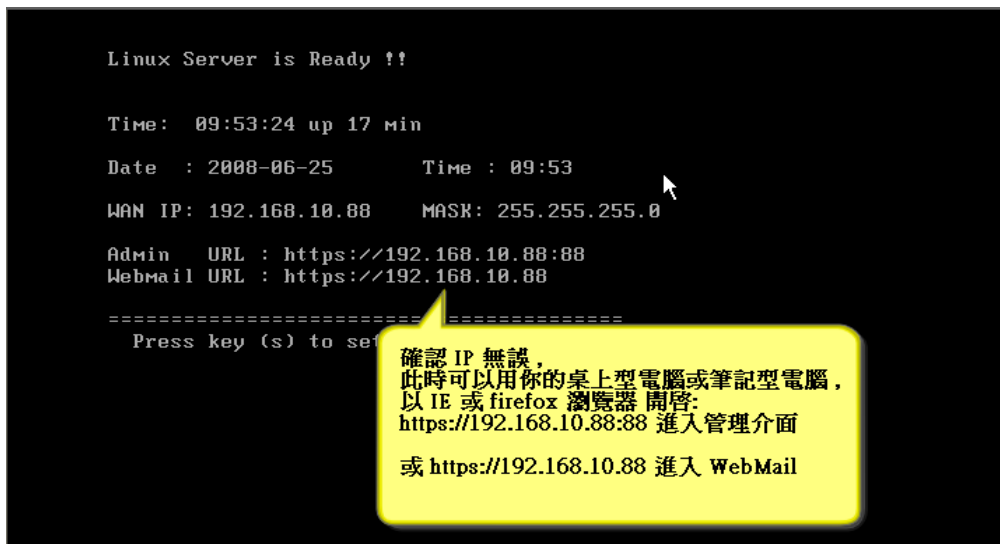 Linux Server is Ready !!
Time:  09:53:24 up 17 min
Date  : 2008-06-25       Time : 09:53
WAN IP: 192.168.10.88    MASK: 255.255.255.0
Admin   URL : https://192.168.10.88:88
Webmail URL : https://192.168.10.88
=========================================
Press key (s) to set
確認 IP 無誤，
此時可以用你的桌上型電腦或筆記型電腦，
以 IE 或 firefox 瀏覽器 開啓:
https://192.168.10.88:88 進入管理介面
或 https://192.168.10.88 進入 WebMail